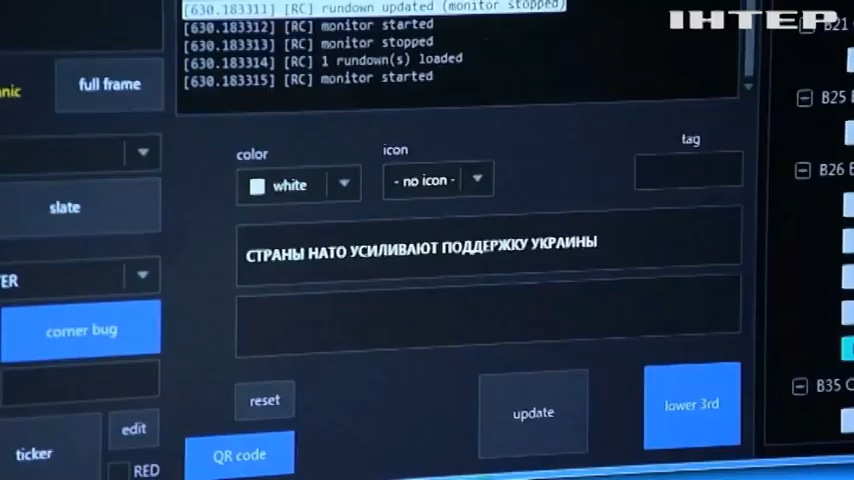 [630.183311] [RC] rundown updated (monitor stopped)
[630.183312] [RC] monitor started
[630.183313] [RC] monitor stopped
[630.183314] [RC] 1 rundown(s) loaded
[630.183315] [RC] monitor started
ІНТЕР
B21
nic
full frame
B25
color
icon
tag
white
- no icon -
B26
slate
СТРАНЫ НАТО УСИЛИВАЮТ ПОДДЕРЖКУ УКРАИНЫ
ER
corner bug
reset
update
lower 3rd
B35
ticker
edit
QR code
RED